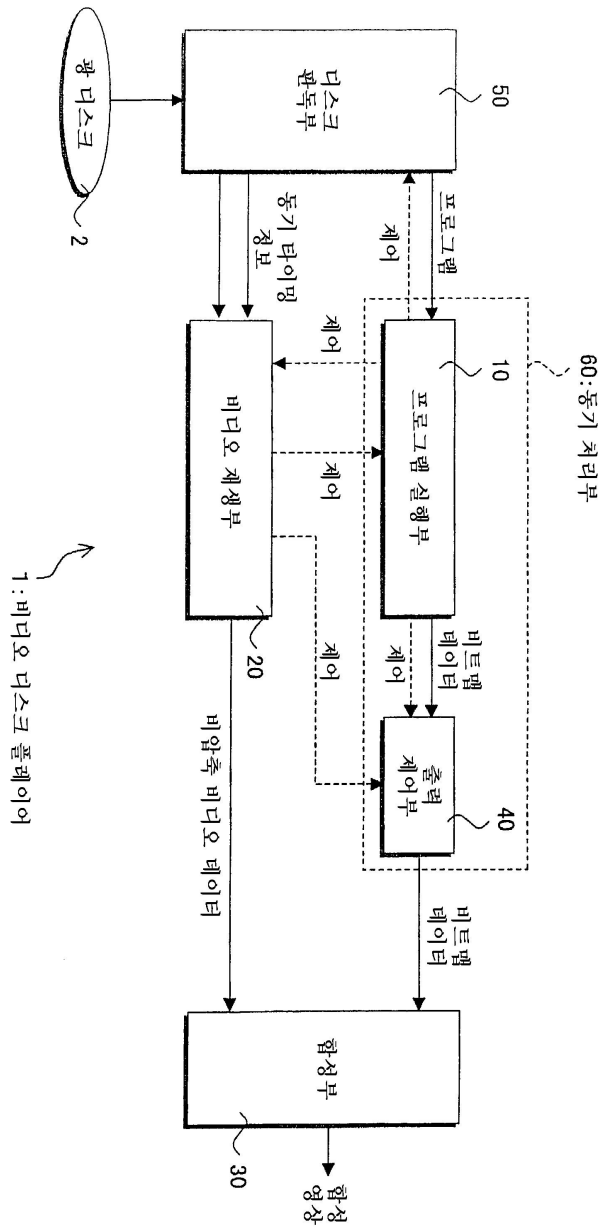 60:동기 처리부
50
디스크
판독부
프로그램
제어
동기 타이밍
정보
광 디스크
2
10
프로그램 실행부
제어
제어
비디오 재생부
20
제어
비트맵
데이터
제어
출력
제어부
40
비트맵
데이터
비압축 비디오 데이터
합성부
30
합성
영상
1:비디오 디스크 플레이어